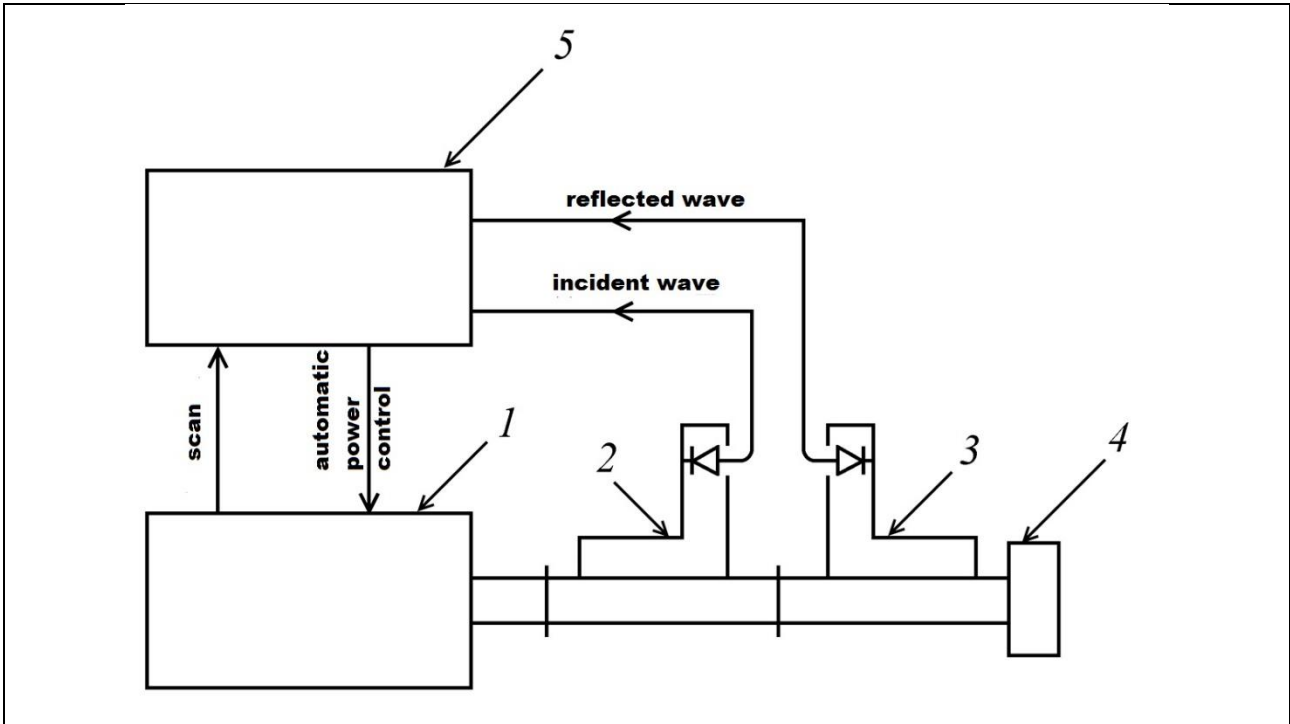 5
reflected wave
incident wave
scan
automatic
power
control
1
2
3
4